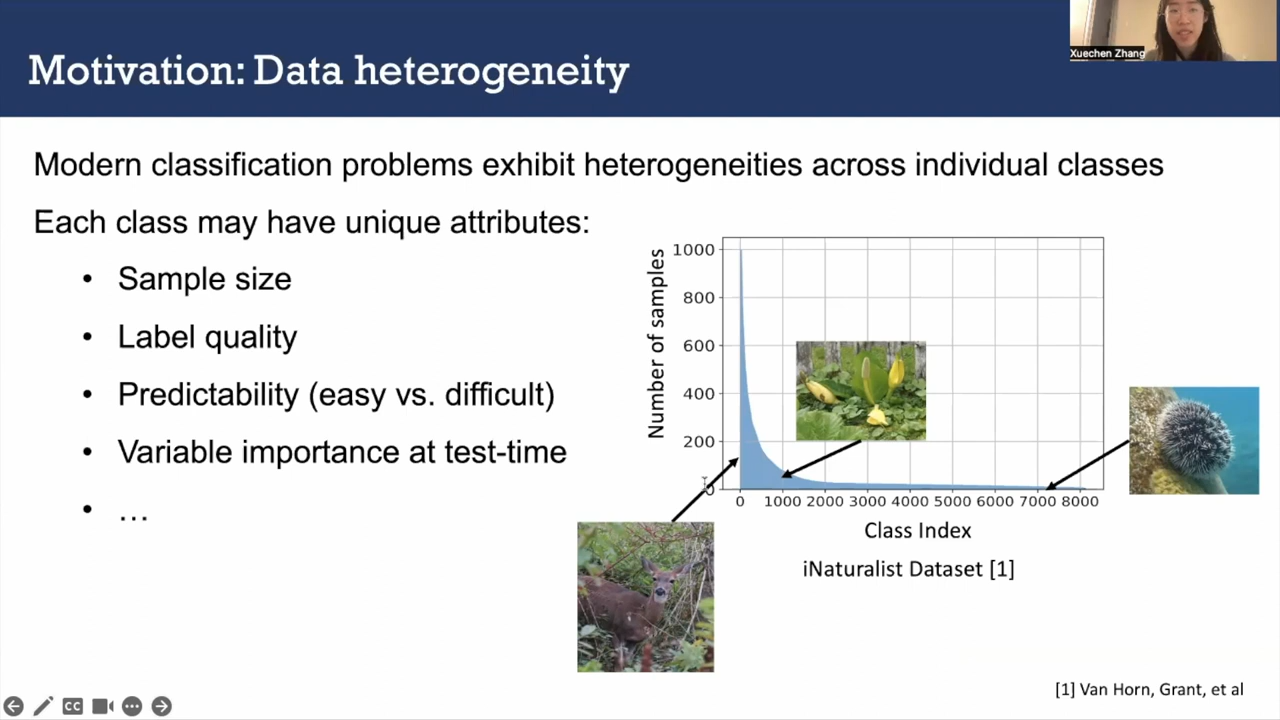 Motivation: Data heterogeneity
Xuechen Zhang
Modern classification problems exhibit heterogeneities across individual classes
Each class may have unique attributes:
• Sample size
• Label quality
• Predictability (easy vs. difficult)
• Variable importance at test-time
• …
Number of samples
1000
800
600
400
200
0
0 1000 2000 3000 4000 5000 6000 7000 8000
Class Index
iNaturalist Dataset [1]
[1] Van Horn, Grant, et al
CC